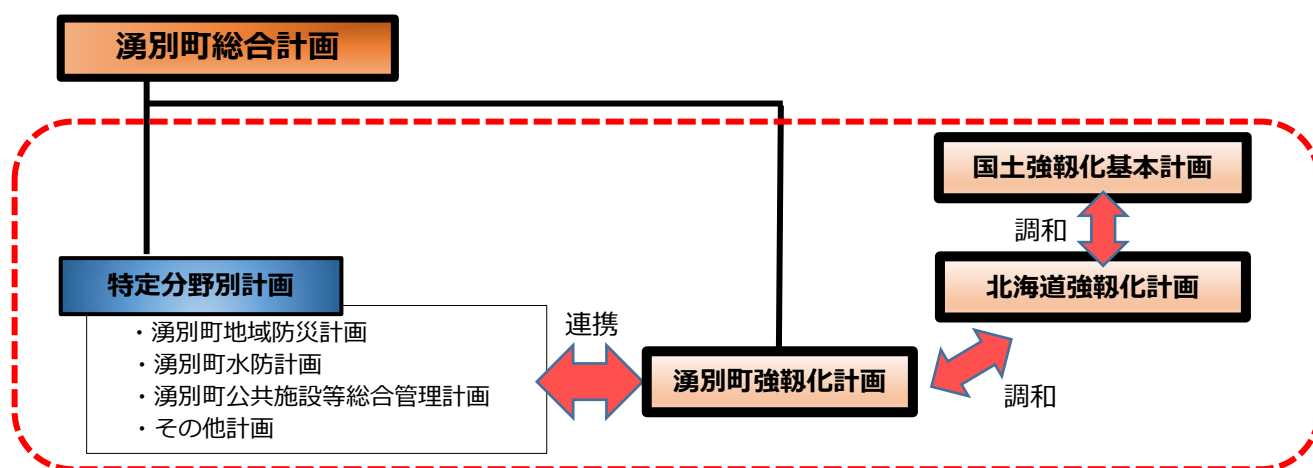 湧別町総合計画
国土強靱化基本計画
調和
北海道強靱化計画
特定分野別計画
・湧別町地域防災計画
・湧別町水防計画
・湧別町公共施設等総合管理計画
・その他計画
連携
湧別町強靱化計画
調和